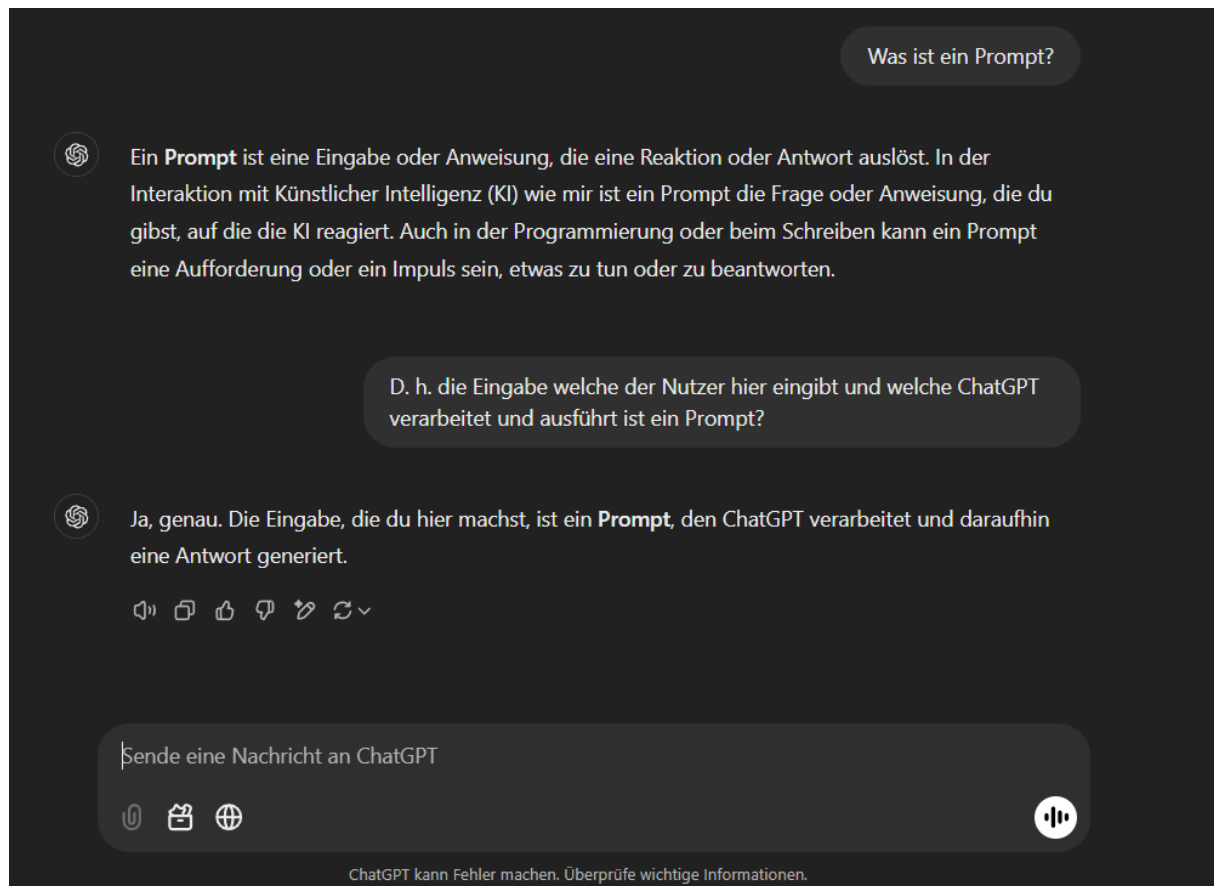 Was ist ein Prompt?
Ein Prompt ist eine Eingabe oder Anweisung, die eine Reaktion oder Antwort auslöst. In der
Interaktion mit Künstlicher Intelligenz (KI) wie mir ist ein Prompt die Frage oder Anweisung, die du
gibst, auf die die KI reagiert. Auch in der Programmierung oder beim Schreiben kann ein Prompt
eine Aufforderung oder ein Impuls sein, etwas zu tun oder zu beantworten.
D. h. die Eingabe welche der Nutzer hier eingibt und welche ChatGPT
verarbeitet und ausführt ist ein Prompt?
Ja, genau. Die Eingabe, die du hier machst, ist ein Prompt, den ChatGPT verarbeitet und daraufhin
eine Antwort generiert.
Sende eine Nachricht an ChatGPT
ChatGPT kann Fehler machen. Überprüfe wichtige Informationen.